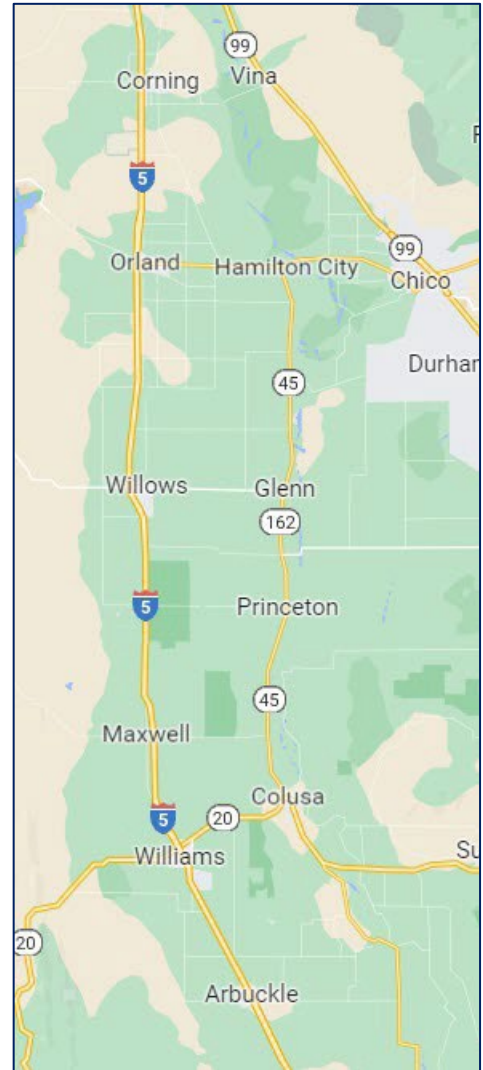 99
Corning
Vina
5
99
Orland
Hamilton City
Chico
Durhar
45
Willows
Glenn
162
5
Princeton
45
Maxwell
Colusa
5
20
Williams
Su
20
Arbuckle